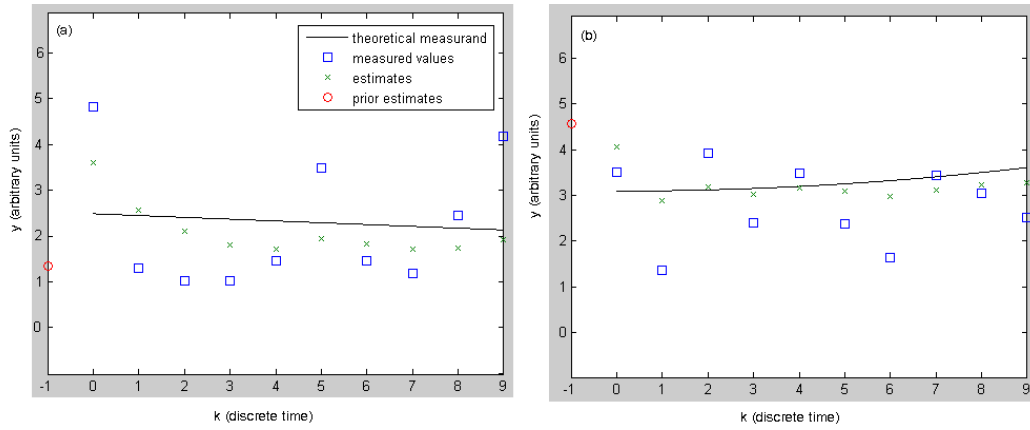 (a)
theoretical measurand
measured values
estimates
prior estimates
y (arbitrary units)
6
5
4
3
2
1
0
-1 0 1 2 3 4 5 6 7 8 9
k (discrete time)
(b)
y (arbitrary units)
6
5
4
3
2
1
0
-1 0 1 2 3 4 5 6 7 8 9
k (discrete time)